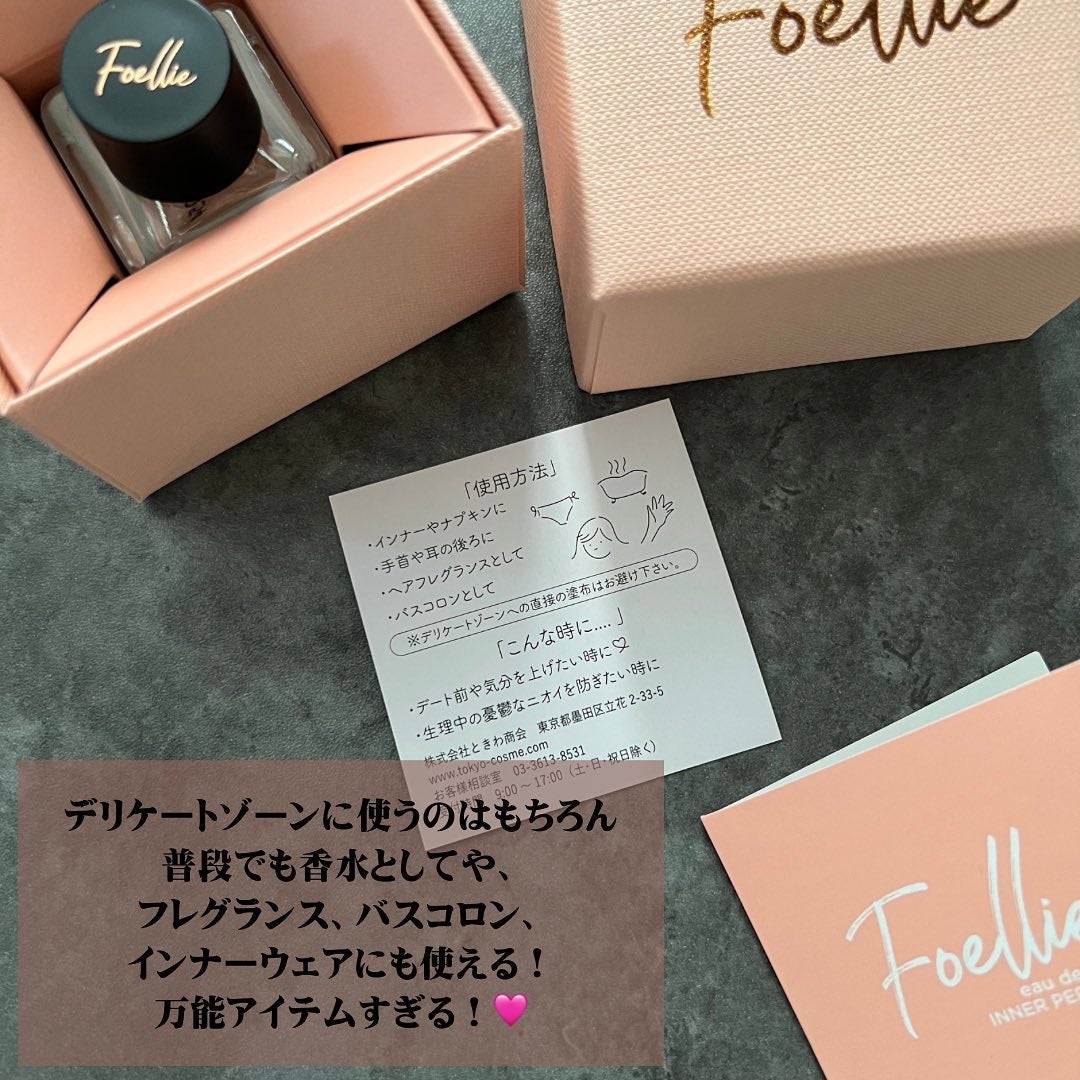 Foellie
Foellie
「使用方法」
・インナーやナプキンに
・手首や耳の後ろに
・ヘアフレグランスとして
・バスコロンとして
※デリケートゾーンへの直接の塗布はお避け下さい。
「こんな時に....」
・デート前や気分を上げたい時に♡
・生理中の憂鬱なニオイを防ぎたい時に
株式会社ときわ商会 東京都墨田区立花2-33-5
www.tokyo-cosme.com
お客様相談室 03-3613-8531
受付時間 9:00～17:00（土・日・祝日除く）
デリケートゾーンに使うのはもちろん
普段でも香水としてや、
フレグランス、バスコロン、
インナーウェアにも使える！
万能アイテムすぎる！🩷
Foellie
eau de
INNER PER